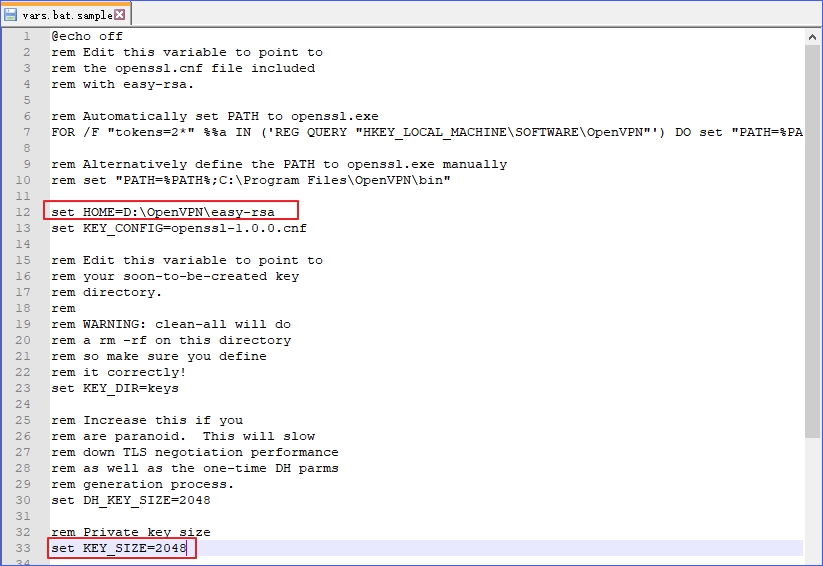 vars.bat.sample
1 @echo off
2 rem Edit this variable to point to
3 rem the openssl.cnf file included
4 rem with easy-rsa.
5
6 rem Automatically set PATH to openssl.exe
7 FOR /F "tokens=2*" %%a IN ('REG QUERY "HKEY_LOCAL_MACHINE\SOFTWARE\OpenVPN"') DO set "PATH=%PA
8
9 rem Alternatively define the PATH to openssl.exe manually
10 rem set "PATH=%PATH%;C:\Program Files\OpenVPN\bin"
11
12 set HOME=D:\OpenVPN\easy-rsa
13 set KEY_CONFIG=openssl-1.0.0.cnf
14
15 rem Edit this variable to point to
16 rem your soon-to-be-created key
17 rem directory.
18 rem
19 rem WARNING: clean-all will do
20 rem a rm -rf on this directory
21 rem so make sure you define
22 rem it correctly!
23 set KEY_DIR=keys
24
25 rem Increase this if you
26 rem are paranoid.  This will slow
27 rem down TLS negotiation performance
28 rem as well as the one-time DH parms
29 rem generation process.
30 set DH_KEY_SIZE=2048
31
32 rem Private key size
33 set KEY_SIZE=2048
34